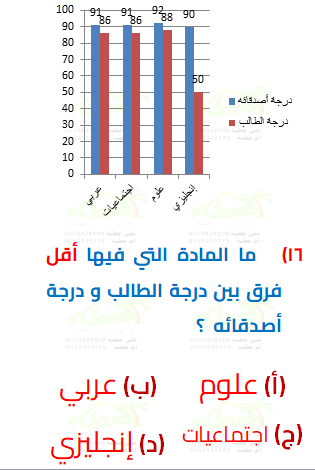 100
90
80
70
60
50
40
30
20
10
0
91 86 91 86 92 88 90 50
عربي
اجتماعيات
علوم
إنجليزي
درجة أصدقائه
درجة الطالب
١٦) ما المادة التي فيها أقل
فرق بين درجة الطالب و درجة
أصدقائه ؟
(أ) علوم
(ب) عربي
(ج) اجتماعيات
(د) إنجليزي